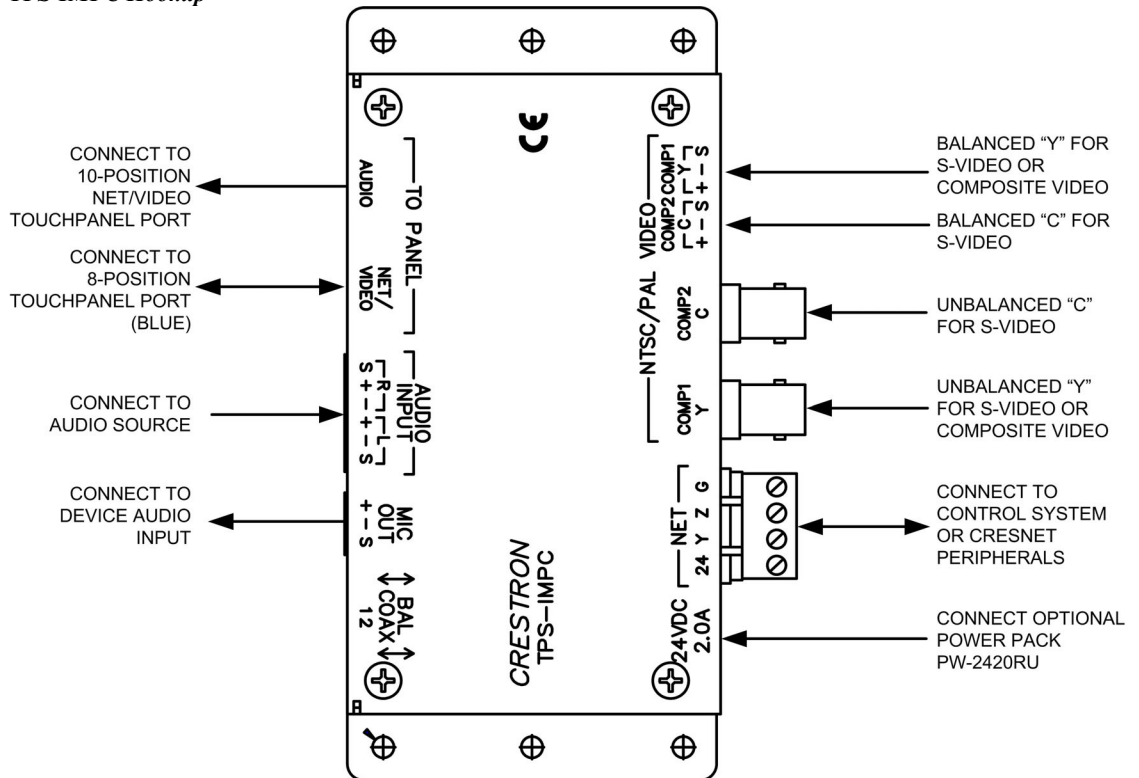 TPS-IMPC Hookup
CONNECT TO
10-POSITION
NET/VIDEO
TOUCHPANEL PORT
CONNECT TO
8-POSITION
TOUCHPANEL PORT
(BLUE)
CONNECT TO
AUDIO SOURCE
CONNECT TO
DEVICE AUDIO
INPUT
CE
TO PANEL
AUDIO
NET/
VIDEO
AUDIO
INPUT
R L
S + - + - S
MIC
OUT
+ - S
BAL
COAX
1 2
CRESTRON
TPS-IMPC
NTSC/PAL VIDEO
COMP1
Y
+ - S
COMP2
C
+ - S
COMP2
C
COMP1
Y
NET
24 Y Z G
24VDC
2.0A
BALANCED “Y” FOR
S-VIDEO OR
COMPOSITE VIDEO
BALANCED “C” FOR
S-VIDEO
UNBALANCED “C”
FOR S-VIDEO
UNBALANCED “Y”
FOR S-VIDEO OR
COMPOSITE VIDEO
CONNECT TO
CONTROL SYSTEM
OR CRESNET
PERIPHERALS
CONNECT OPTIONAL
POWER PACK
PW-2420RU